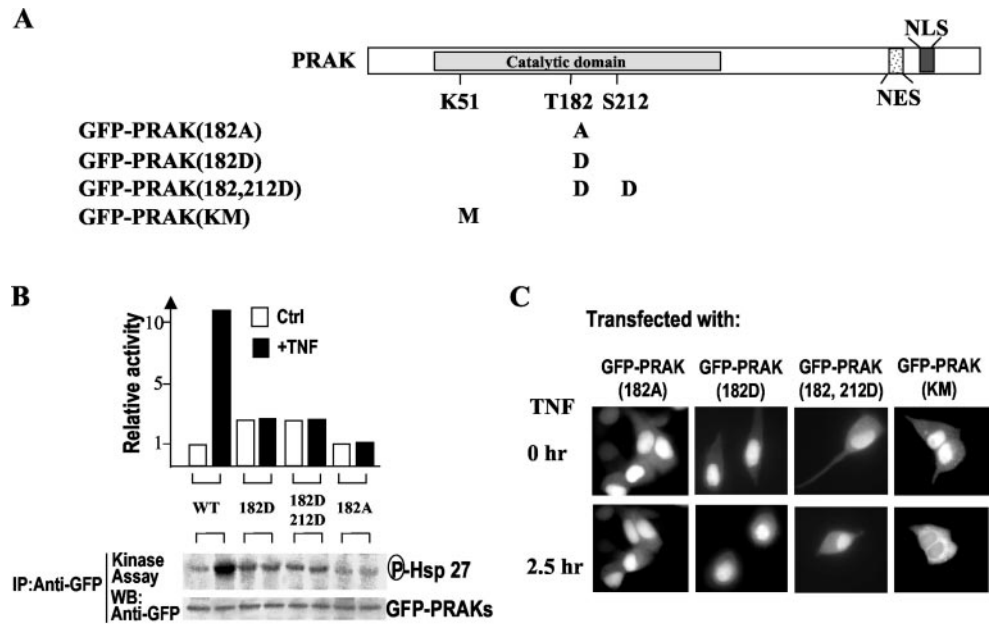 A
NLS
PRAK
Catalytic domain
NES
K51 T182 S212
GFP-PRAK(182A) A
GFP-PRAK(182D) D
GFP-PRAK(182,212D) D D
GFP-PRAK(KM) M
B
Relative activity
10
5
1
Ctrl
+TNF
WT 182D 182D 212D 182A
IP:Anti-GFP
Kinase Assay
P-Hsp 27
WB: Anti-GFP
GFP-PRAKs
C
Transfected with:
GFP-PRAK (182A) GFP-PRAK (182D) GFP-PRAK (182, 212D) GFP-PRAK (KM)
TNF
0 hr
2.5 hr